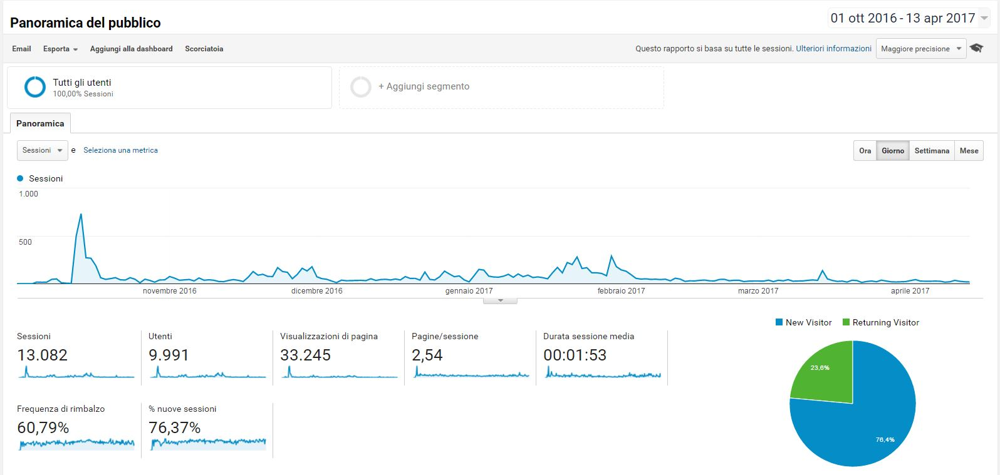 Panoramica del pubblico
01 ott 2016 - 13 apr 2017
Email Esporta Aggiungi alla dashboard Scorciatoia
Questo rapporto si basa su tutte le sessioni. Ulteriori informazioni Maggiore precisione
Tutti gli utenti
100,00% Sessioni
+ Aggiungi segmento
Panoramica
Sessioni e Seleziona una metrica
Ora Giorno Settimana Mese
Sessioni
1.000
500
novembre 2016 dicembre 2016 gennaio 2017 febbraio 2017 marzo 2017 aprile 2017
Sessioni
13.082
Utenti
9.991
Visualizzazioni di pagina
33.245
Pagine/sessione
2,54
Durata sessione media
00:01:53
Frequenza di rimbalzo
60,79%
% nuove sessioni
76,37%
New Visitor Returning Visitor
23,6%
76,4%